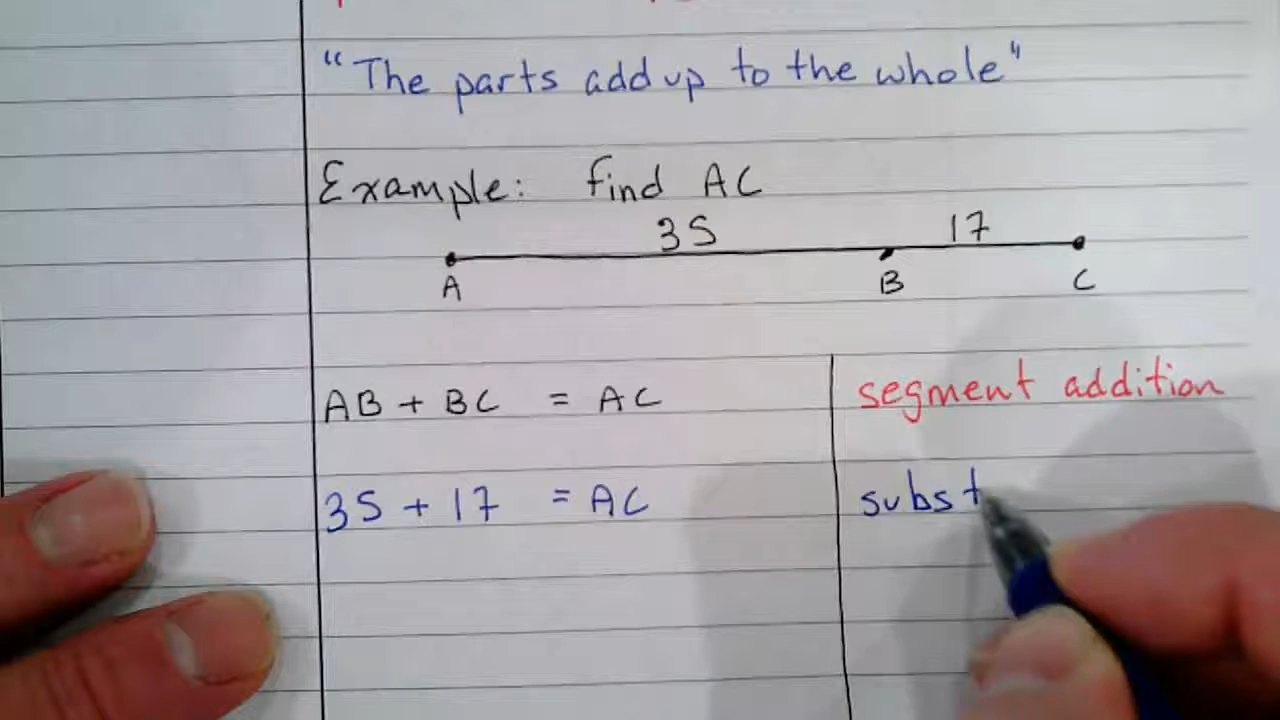 "The parts add up to the whole"
Example: find AC
35 17
A B C
AB + BC = AC segment addition
35 + 17 = AC subst